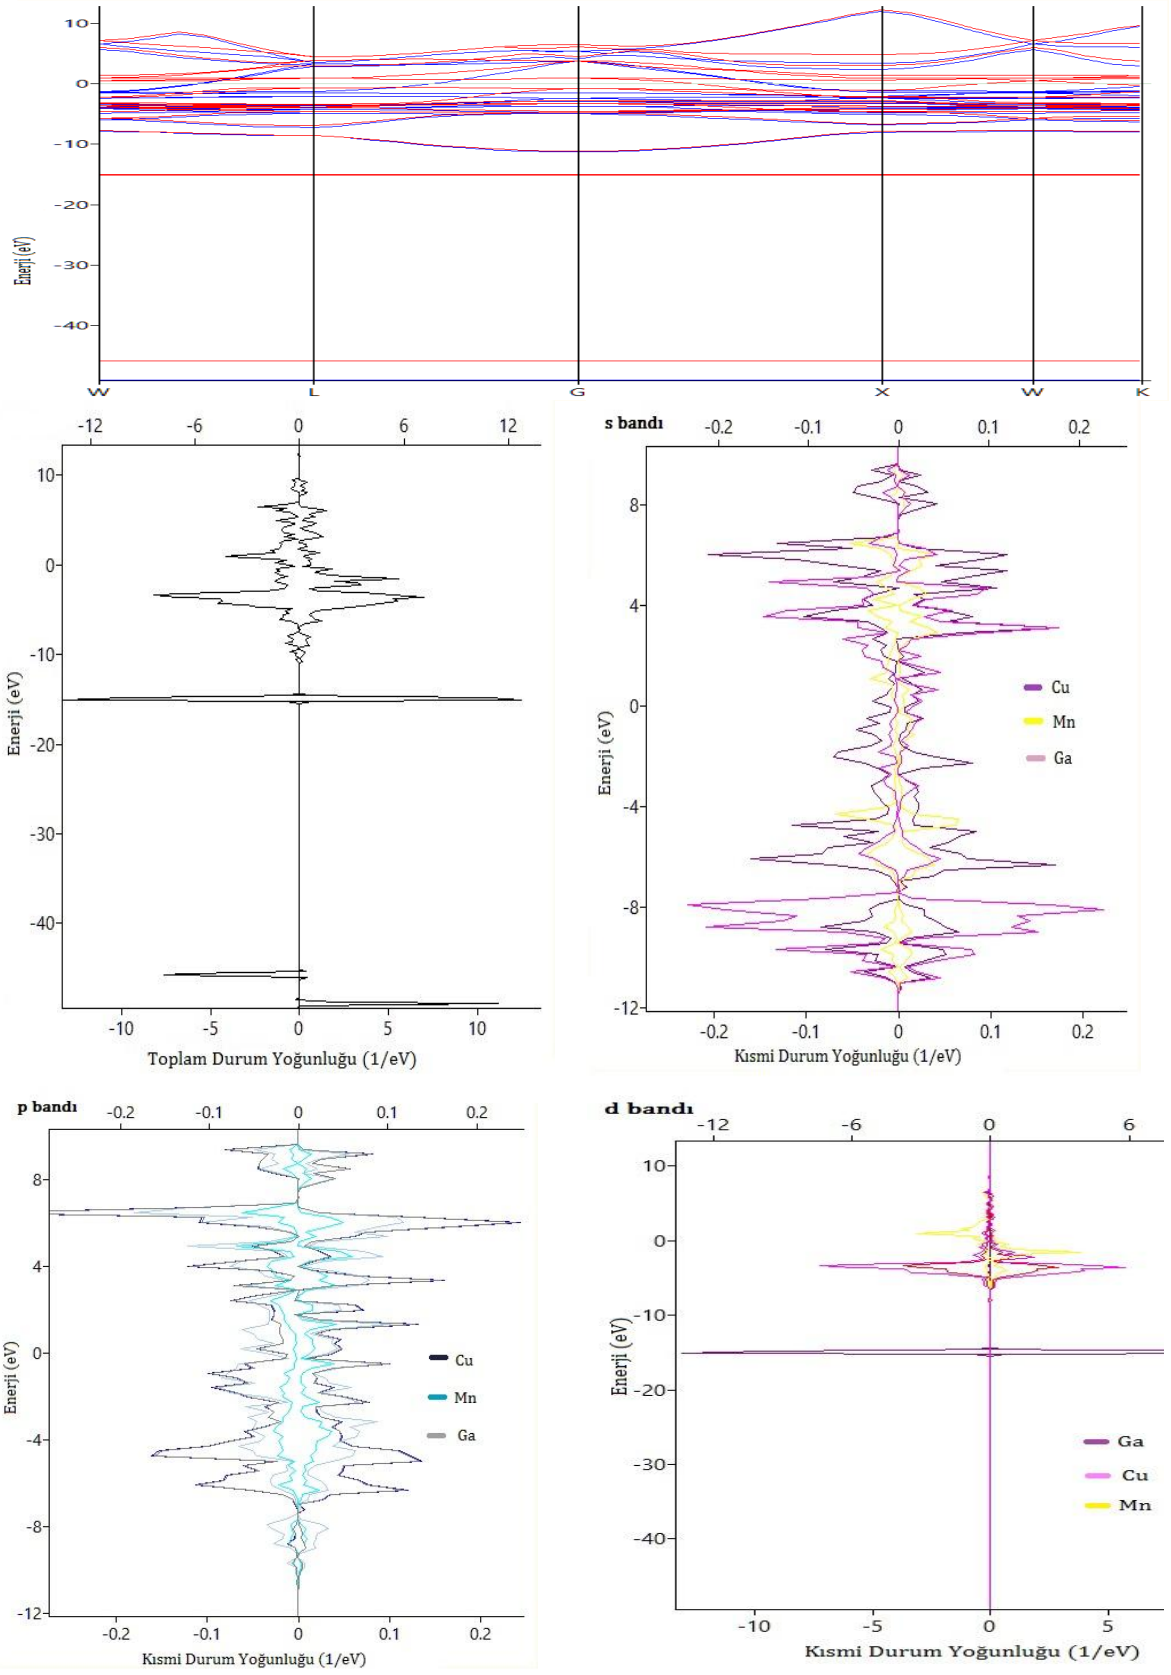 10
0
-10
-20
-30
-40
Enerji (eV)
W L G X W K
-12 -6 0 6 12
10
0
-10
-20
-30
-40
Enerji (eV)
-10 -5 0 5 10
Toplam Durum Yoğunluğu (1/eV)
s bandı -0.2 -0.1 0 0.1 0.2
8
4
0
-4
-8
-12
Enerji (eV)
Cu
Mn
Ga
-0.2 -0.1 0 0.1 0.2
Kısmi Durum Yoğunluğu (1/eV)
p bandı -0.2 -0.1 0 0.1 0.2
8
4
0
-4
-8
-12
Enerji (eV)
Cu
Mn
Ga
-0.2 -0.1 0 0.1 0.2
Kısmi Durum Yoğunluğu (1/eV)
d bandı
-12 -6 0 6
10
0
-10
-20
-30
-40
Enerji (eV)
Ga
Cu
Mn
-10 -5 0 5
Kısmi Durum Yoğunluğu (1/eV)